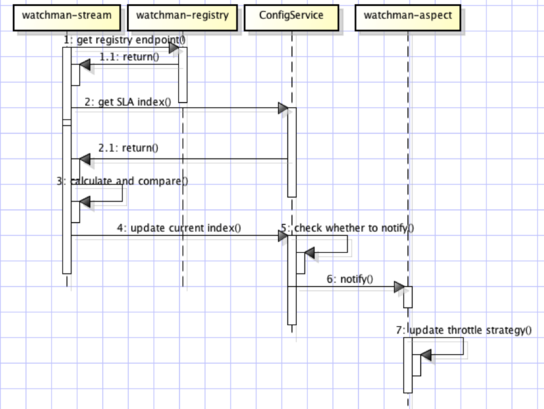 watchman-stream
watchman-registry
ConfigService
watchman-aspect
1: get registry endpoint()
1.1: return()
2: get SLA index()
2.1: return()
3: calculate and compare()
4: update current index()
5: check whether to notify()
6: notify()
7: update throttle strategy()